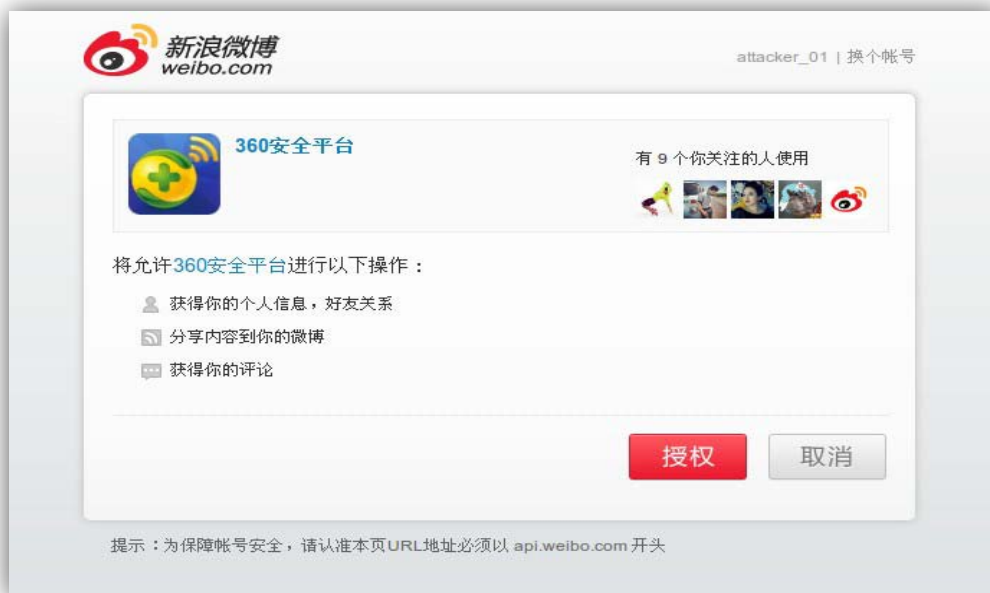 新浪微博
weibo.com
attacker_01 | 换个帐号
360安全平台
有 9 个你关注的人使用
将允许360安全平台进行以下操作：
获得你的个人信息，好友关系
分享内容到你的微博
获得你的评论
授权
取消
提示：为保障帐号安全，请认准本页URL地址必须以 api.weibo.com 开头